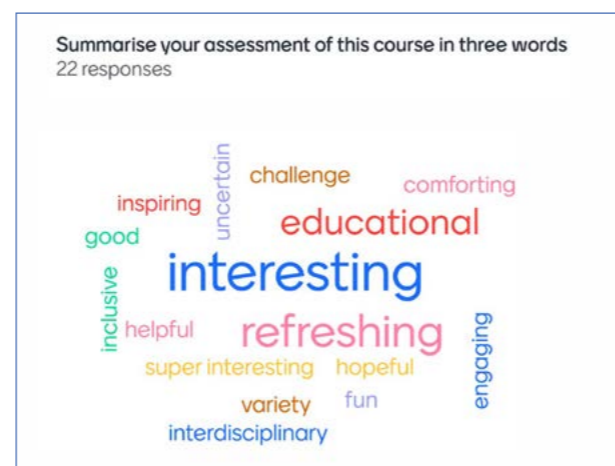 Summarise your assessment of this course in three words
22 responses
uncertain
challenge
comforting
inspiring
educational
good
interesting
inclusive
helpful
refreshing
engaging
super interesting
hopeful
variety
fun
interdisciplinary